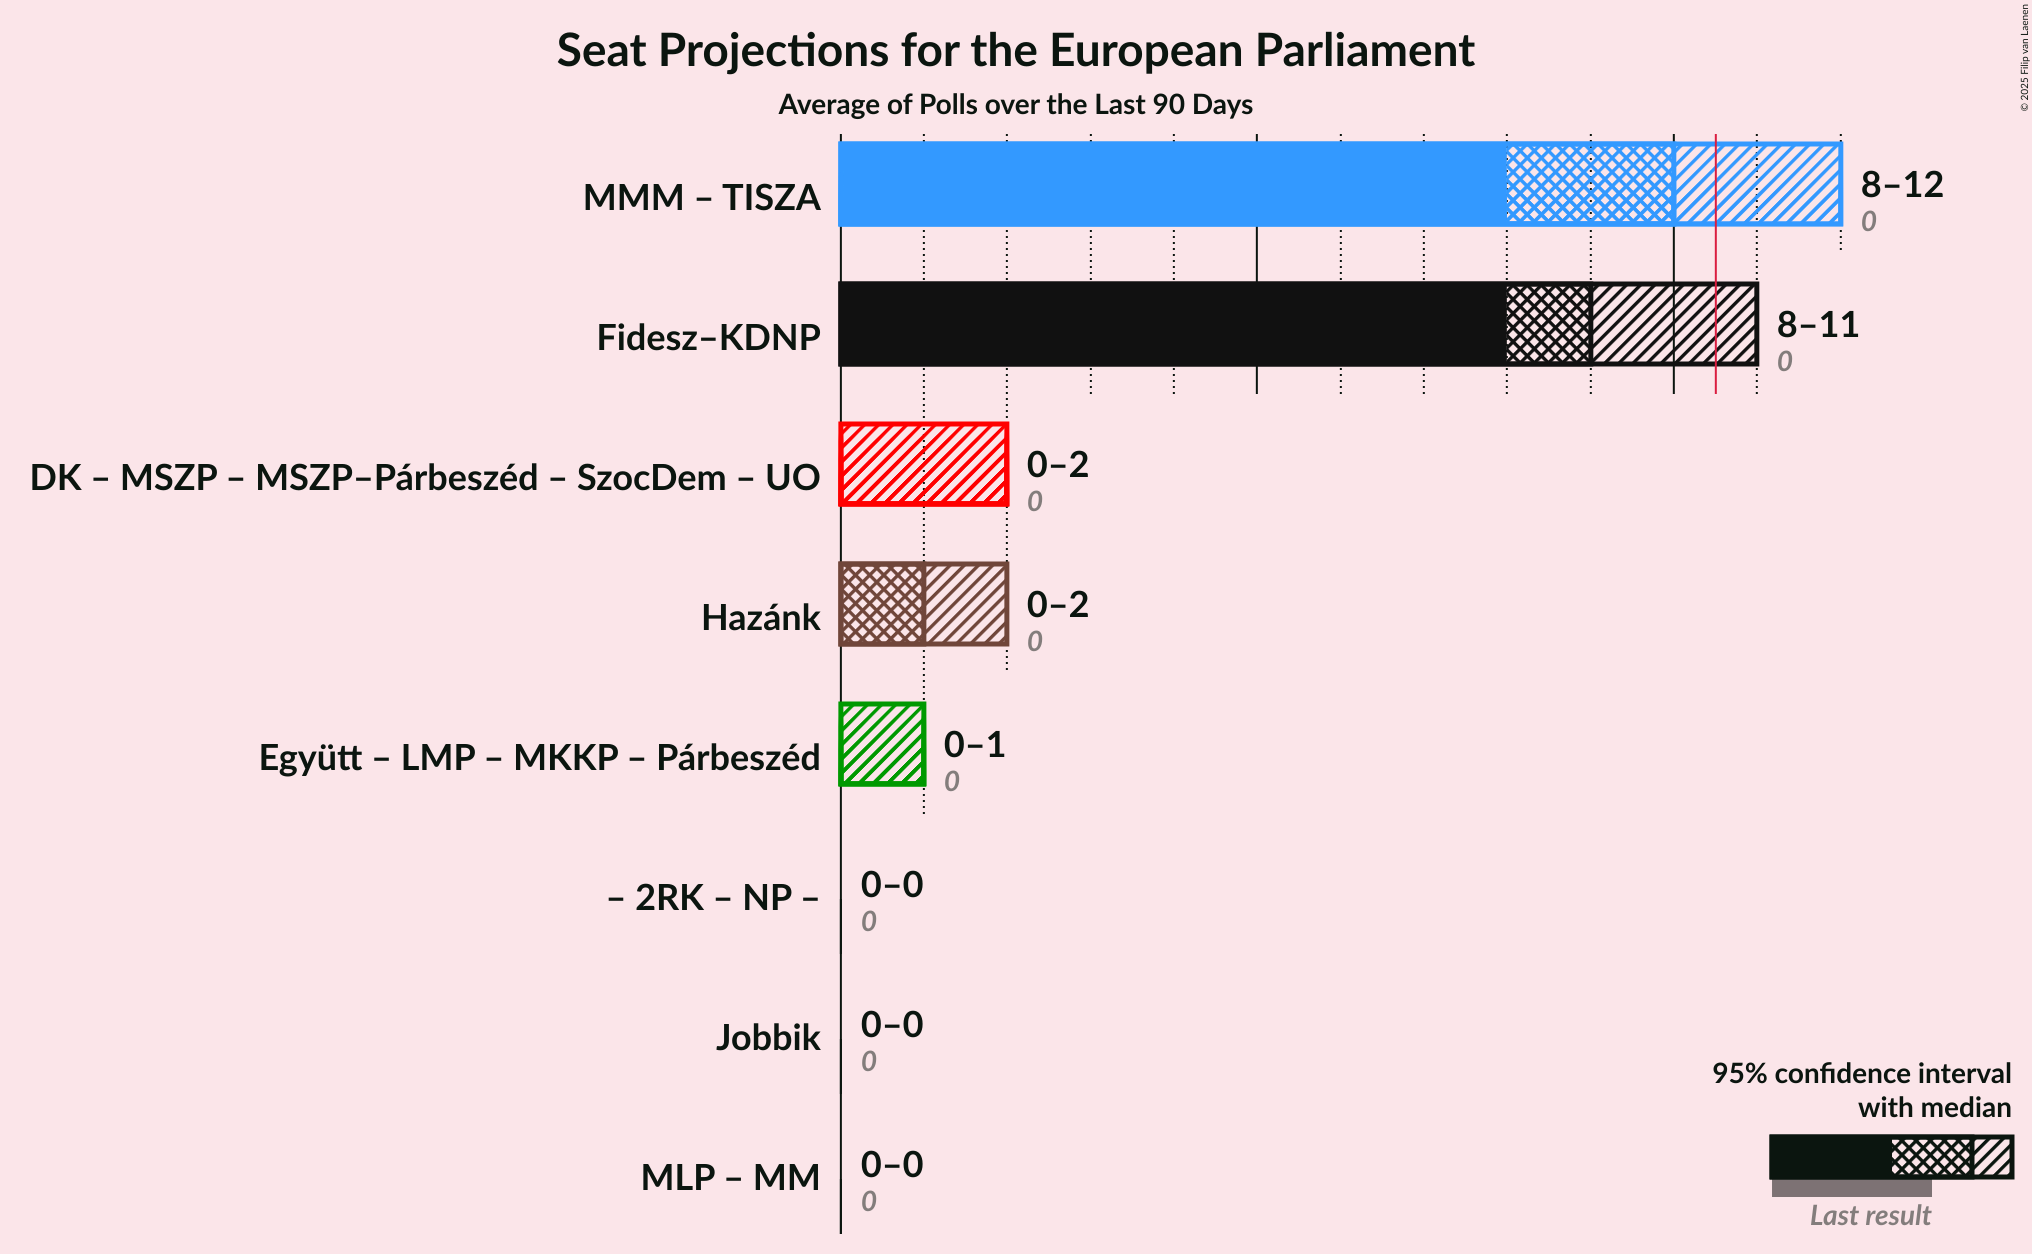 Seat Projections for the European Parliament
Average of Polls over the Last 90 Days
© 2025 Filip van Laenen
MMM – TISZA
8–12
0
Fidesz–KDNP
8–11
0
DK – MSZP – MSZP–Párbeszéd – SzocDem – UO
0–2
0
Hazánk
0–2
0
Együtt – LMP – MKKP – Párbeszéd
0–1
0
– 2RK – NP –
0–0
0
Jobbik
0–0
0
MLP – MM
0–0
0
95% confidence interval
with median
Last result